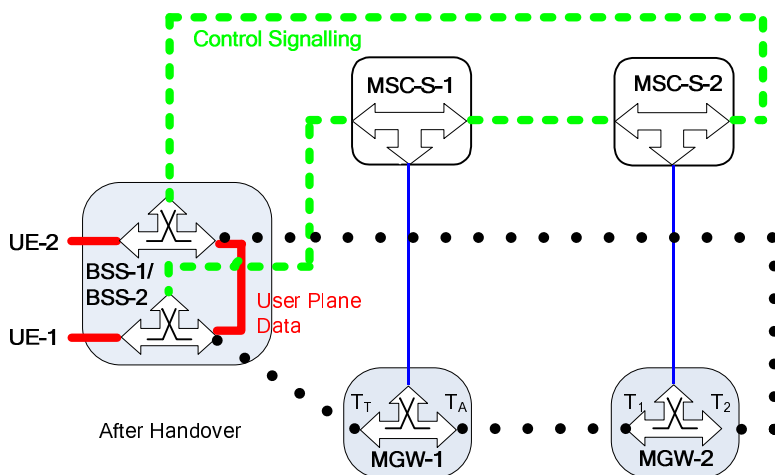 Control Signalling
MSC-S-1
MSC-S-2
UE-2
BSS-1/
BSS-2
User Plane
Data
UE-1
After Handover
TT
TA
MGW-1
T1
T2
MGW-2